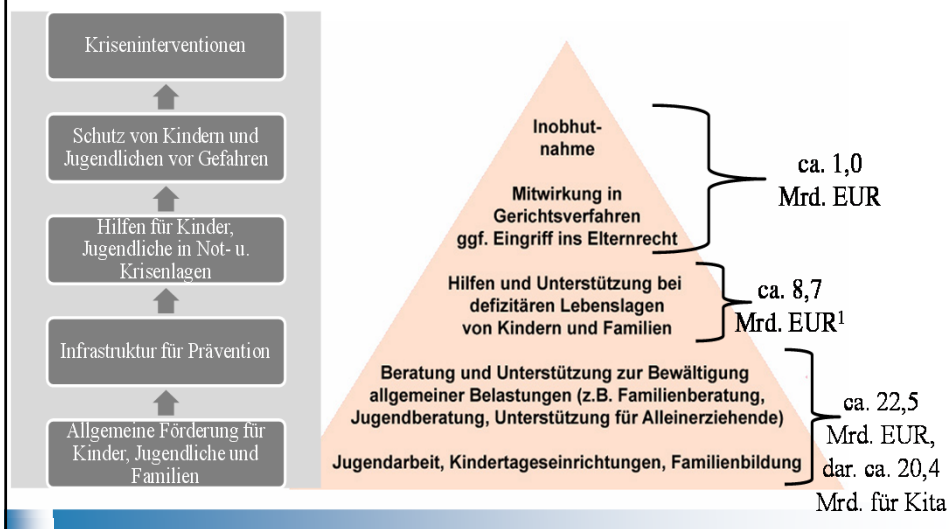 Kriseninterventionen
Schutz von Kindern und
Jugendlichen vor Gefahren
Hilfen für Kinder,
Jugendliche in Not- u.
Krisenlagen
Infrastruktur für Prävention
Allgemeine Förderung für
Kinder, Jugendliche und
Familien
Inobhut-
nahme
Mitwirkung in
Gerichtsverfahren
ggf. Eingriff ins Elternrecht
ca. 1,0
Mrd. EUR
Hilfen und Unterstützung bei
defizitären Lebenslagen
von Kindern und Familien
ca. 8,7
Mrd. EUR¹
Beratung und Unterstützung zur Bewältigung
allgemeiner Belastungen (z.B. Familienberatung,
Jugendberatung, Unterstützung für Alleinerziehende)
Jugendarbeit, Kindertageseinrichtungen, Familienbildung
ca. 22,5
Mrd. EUR,
dar. ca. 20,4
Mrd. für Kita